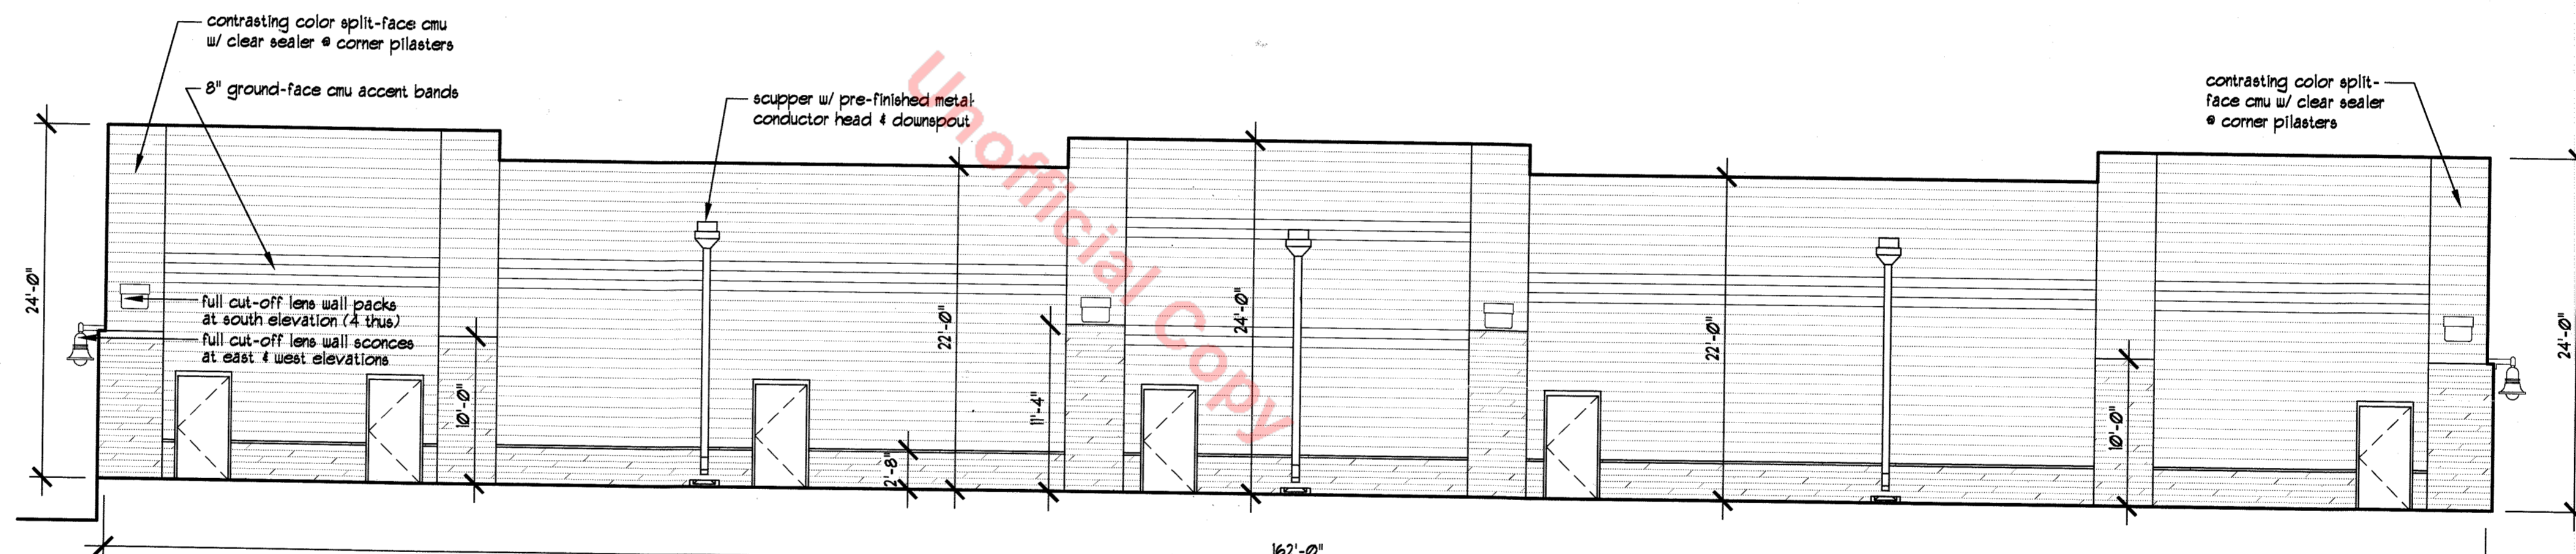 contrasting color split-face cmu
w/ clear sealer @ corner pilasters
8" ground-face cmu accent bands
scupper w/ pre-finished metal
conductor head & downspout
contrasting color split-
face cmu w/ clear sealer
@ corner pilasters
Unofficial Copy
24'-0"
full cut-off lens wall packs
at south elevation (4 thus)
full cut-off lens wall sconces
at east & west elevations
10'-0"
2'-8"
22'-0"
11'-4"
24'-0"
22'-0"
10'-0"
24'-0"
162'-0"